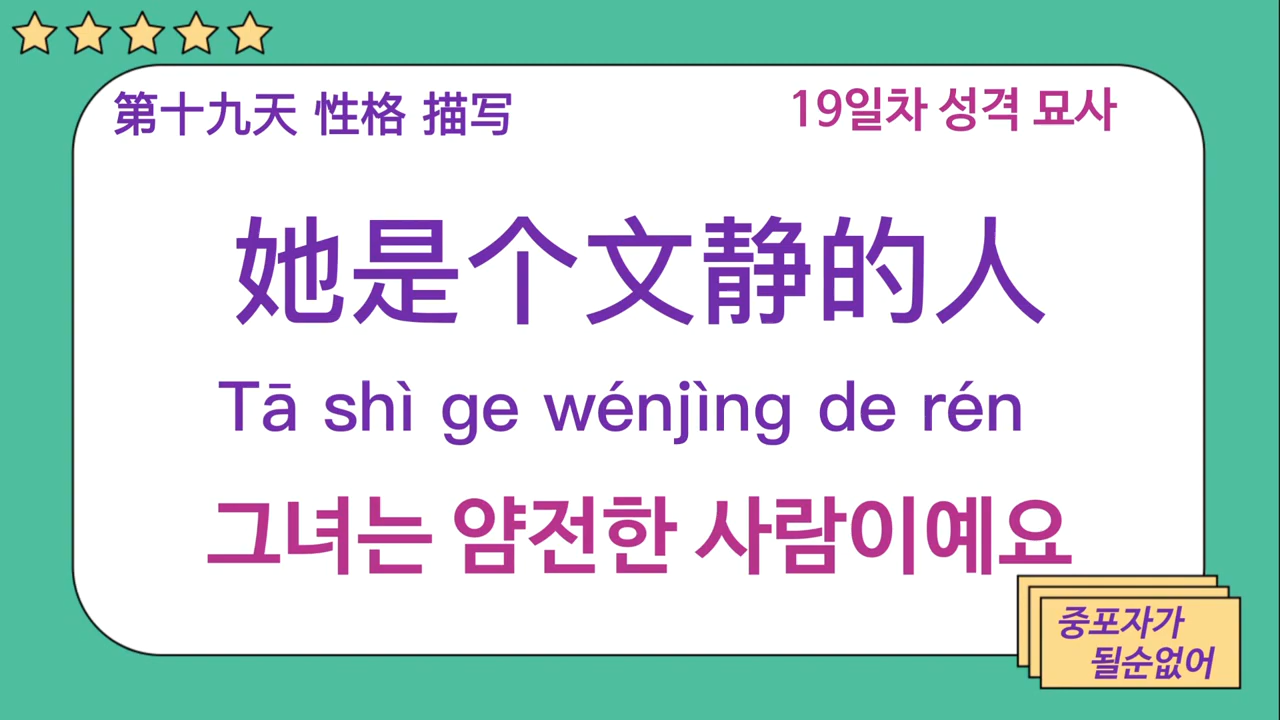 第十九天 性格 描写
19일차 성격 묘사
她是个文静的人
Tā shì ge wénjìng de rén
그녀는 얌전한 사람이예요
중포자가
될순없어